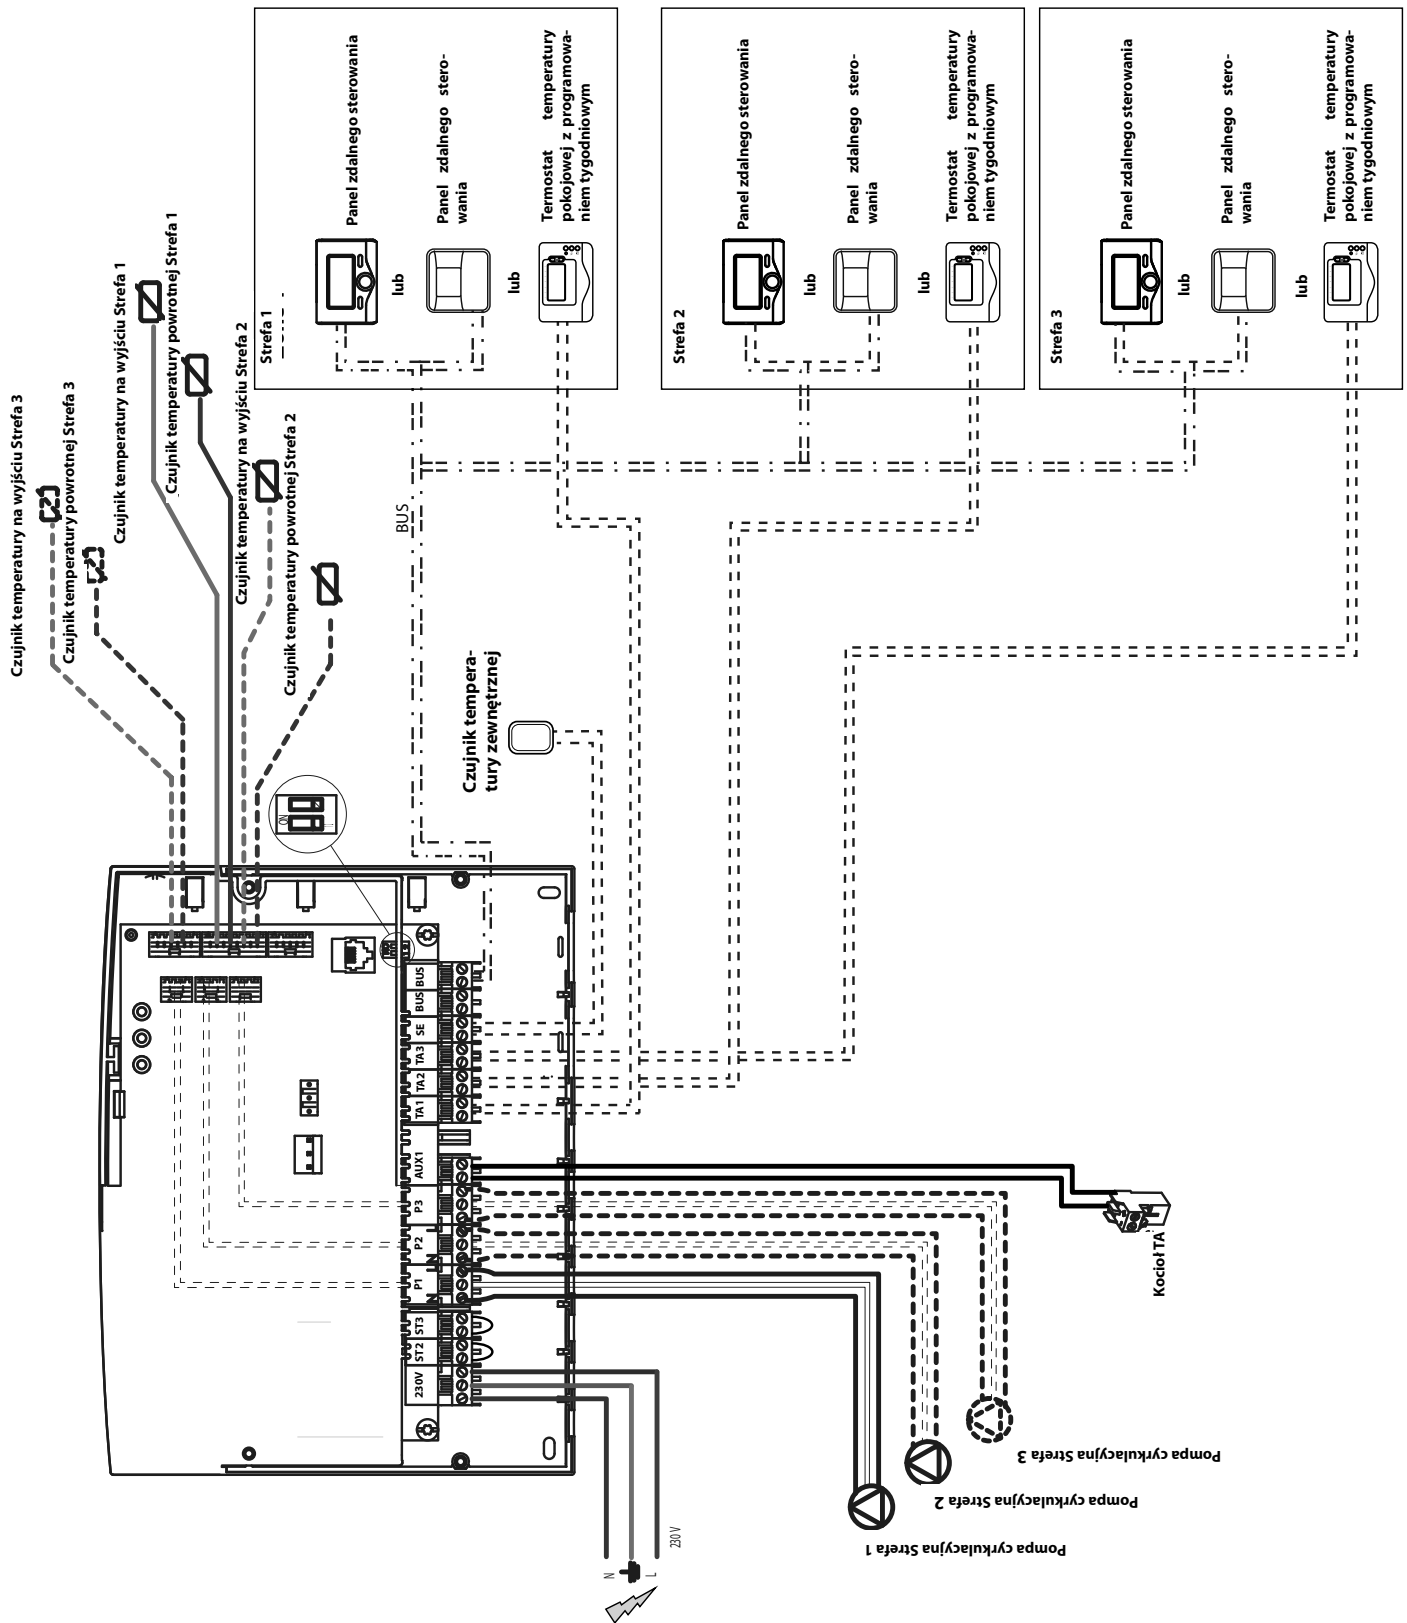 Czujnik temperatury na wyjściu Strefa 3
Czujnik temperatury powrotnej Strefa 3
Czujnik temperatury na wyjściu Strefa 1
Czujnik temperatury powrotnej Strefa 1
Czujnik temperatury na wyjściu Strefa 2
Czujnik temperatury powrotnej Strefa 2
Strefa 1
Panel zdalnego sterowania
lub
Panel zdalnego stero-
wania
lub
Termostat temperatury
pokojowej z programowa-
niem tygodniowym
Strefa 2
Panel zdalnego sterowania
lub
Panel zdalnego stero-
wania
lub
Termostat temperatury
pokojowej z programowa-
niem tygodniowym
Strefa 3
Panel zdalnego sterowania
lub
Panel zdalnego stero-
wania
lub
Termostat temperatury
pokojowej z programowa-
niem tygodniowym
BUS
Czujnik tempera-
tury zewnętrznej
ON
230V
ST2
ST3
P1
P2
P3
AUX1
TA1
TA2
TA3
SE
BUS
BUS
N
N
L
230 V
Pompa cyrkulacyjna Strefa 1
Pompa cyrkulacyjna Strefa 2
Pompa cyrkulacyjna Strefa 3
Kocioł TA